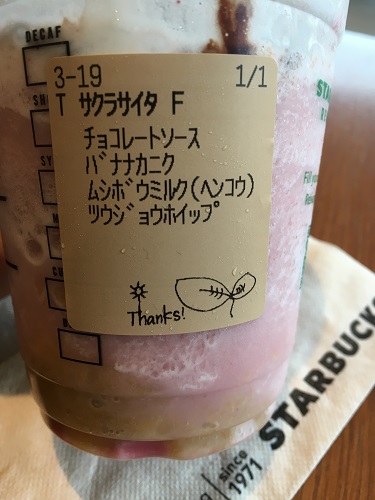 DECAF
3-19 1/1
T サクラサイタ F
チョコレートソース
バナナカニク
ムシボウミルク(ヘンコウ)
ツウジョウホイップ
Thanks!
STARBUCKS
since
1971